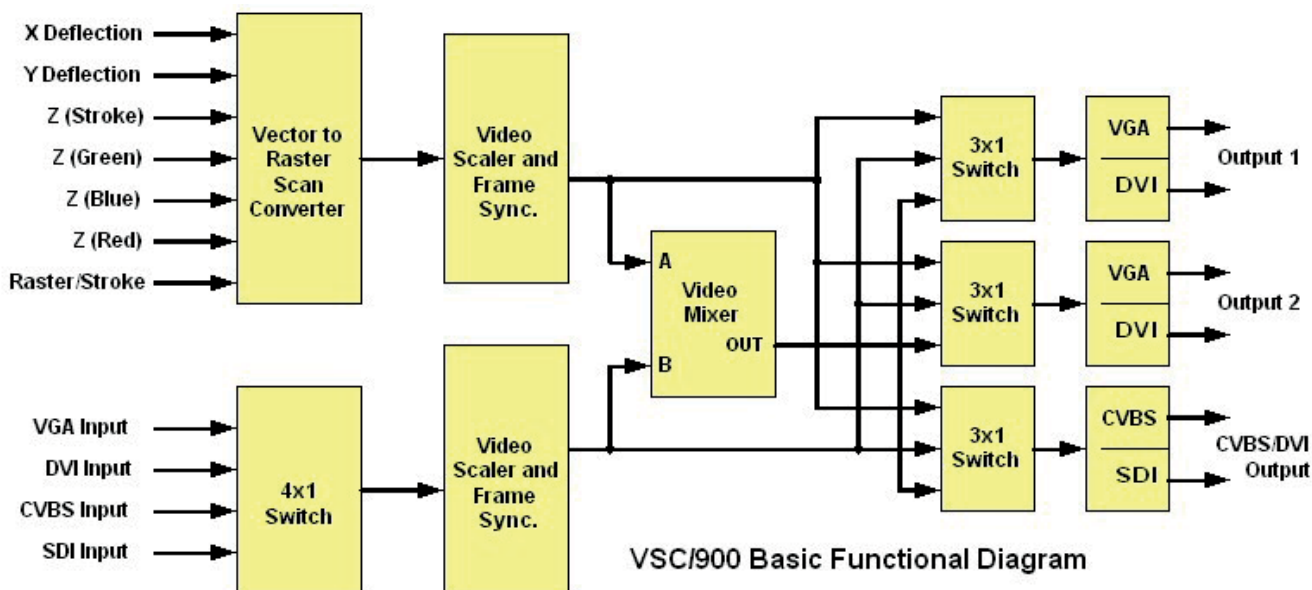 X Deflection
Y Deflection
Z (Stroke)
Z (Green)
Z (Blue)
Z (Red)
Raster/Stroke
Vector to
Raster
Scan
Converter
Video
Scaler and
Frame
Sync.
A
Video
Mixer
OUT
B
3x1
Switch
VGA
DVI
Output 1
3x1
Switch
VGA
DVI
Output 2
3x1
Switch
CVBS
SDI
CVBS/DVI
Output
VGA Input
DVI Input
CVBS Input
SDI Input
4x1
Switch
Video
Scaler and
Frame
Sync.
VSC/900 Basic Functional Diagram